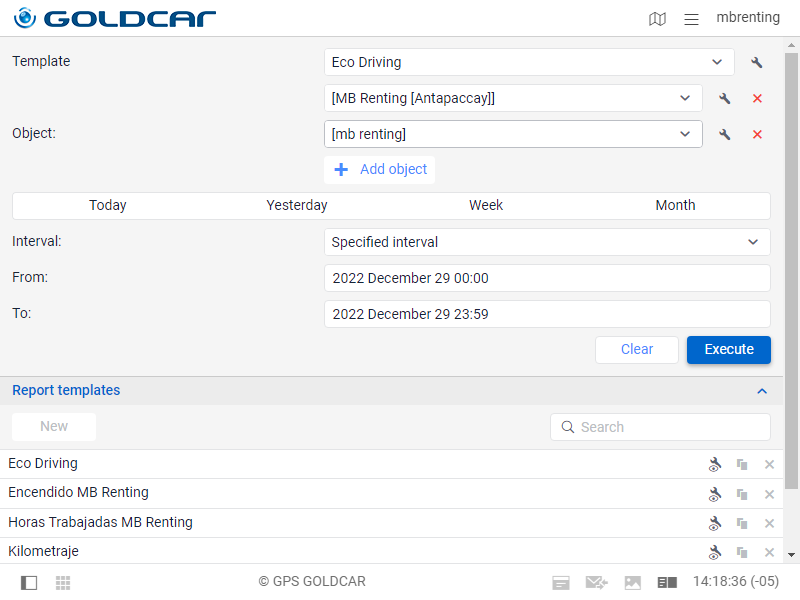 GOLDCAR
mbrenting
Template
Eco Driving
[MB Renting [Antapaccay]]
Object:
[mb renting]
Add object
Today Yesterday Week Month
Interval:
Specified interval
From:
2022 December 29 00:00
To:
2022 December 29 23:59
Clear Execute
Report templates
New
Search
Eco Driving
Encendido MB Renting
Horas Trabajadas MB Renting
Kilometraje
© GPS GOLDCAR
14:18:36 (-05)